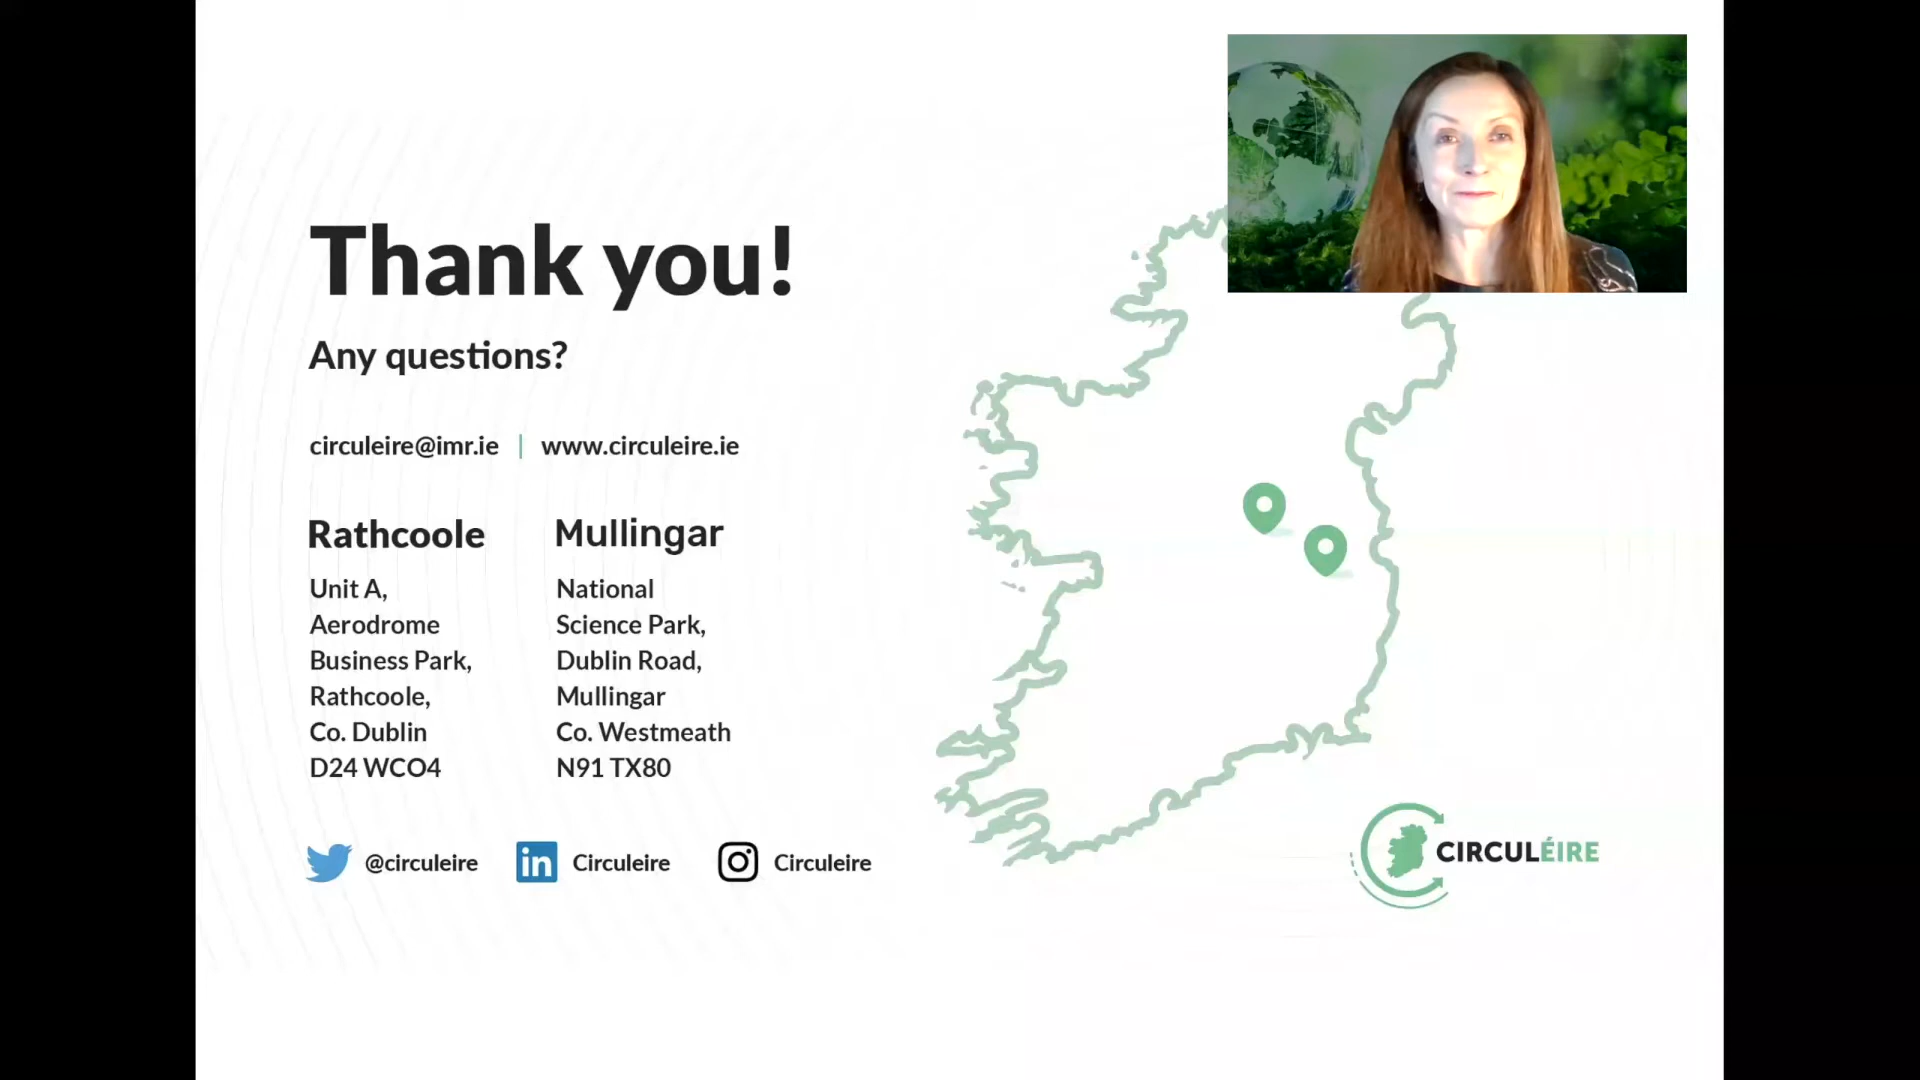 Thank you!
Any questions?
circuleire@imr.ie | www.circuleire.ie
Rathcoole
Unit A,
Aerodrome
Business Park,
Rathcoole,
Co. Dublin
D24 WCO4
Mullingar
National
Science Park,
Dublin Road,
Mullingar
Co. Westmeath
N91 TX80
@circuleire
in Circuleire
Circuleire
CIRCULÉIRE